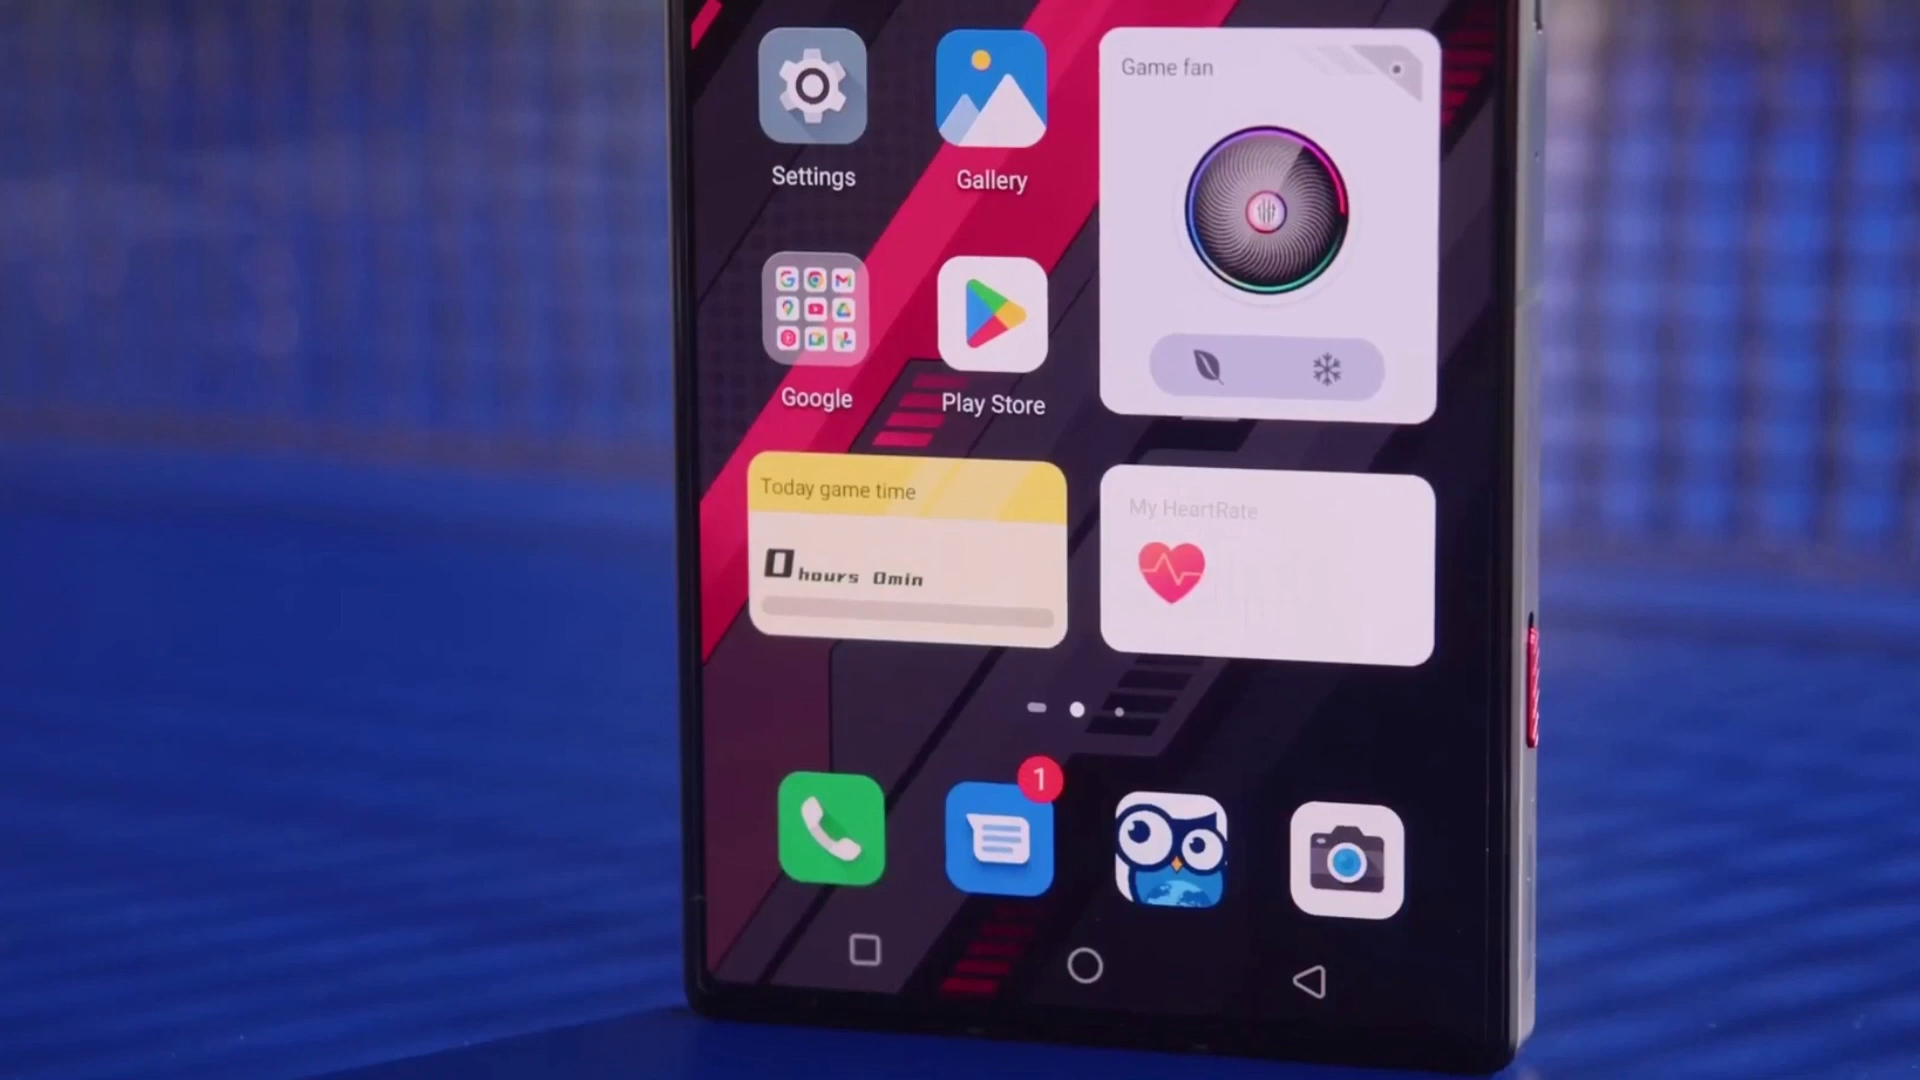 Game fan
Settings
Gallery
Google
Play Store
Today game time
0 hours 0min
My HeartRate
1